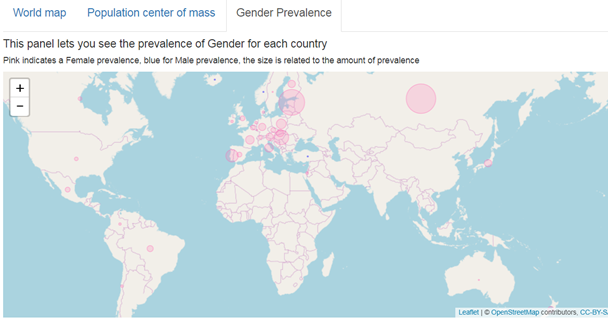 World map Population center of mass Gender Prevalence
This panel lets you see the prevalence of Gender for each country
Pink indicates a Female prevalence, blue for Male prevalence, the size is related to the amount of prevalence
+
−
Leaflet | © OpenStreetMap contributors, CC-BY-S